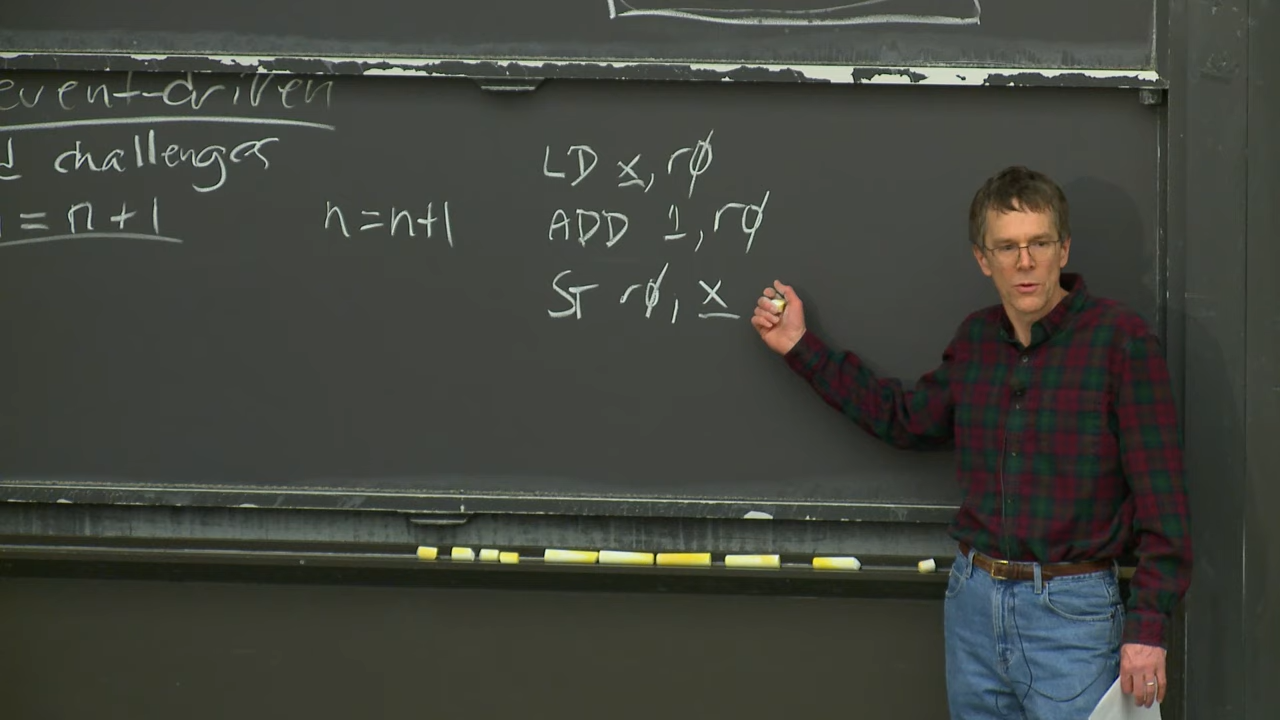 event-driven
challenges
= n + 1
n=n+1
LD x, r0
ADD 1, r0
ST r0, x